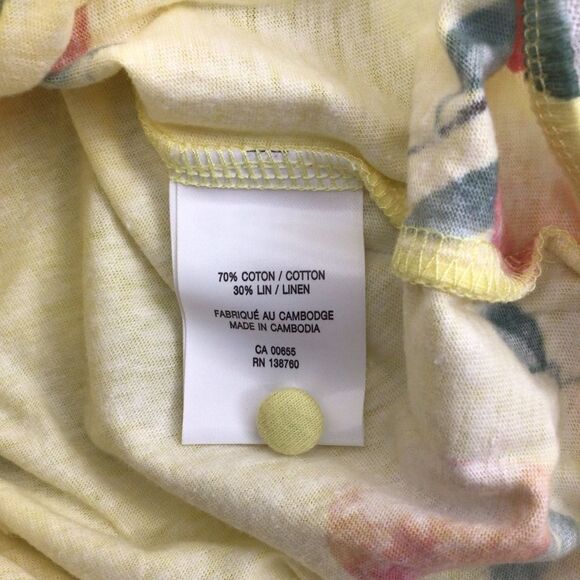 70% COTON / COTTON
30% LIN / LINEN
FABRIQUÉ AU CAMBODGE
MADE IN CAMBODIA
CA 00655
RN 138760